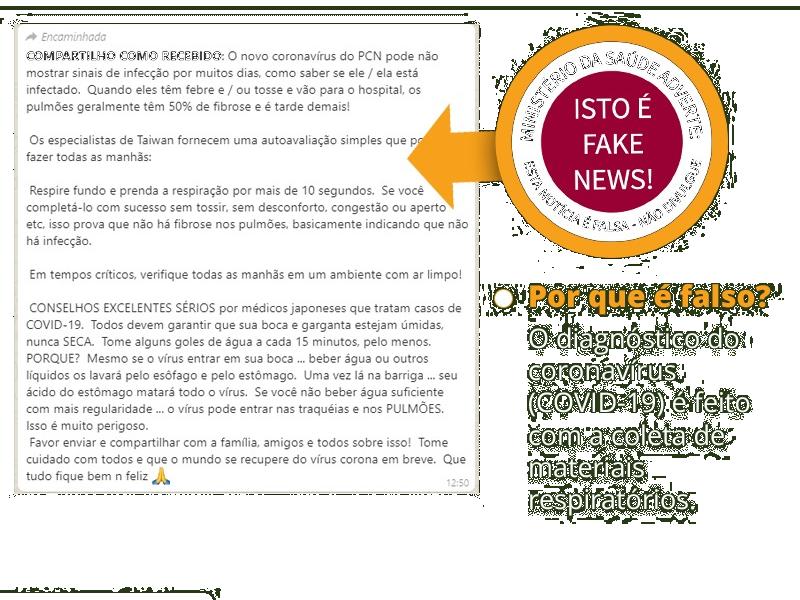 Encaminhada
COMPARTILHO COMO RECEBIDO: O novo coronavírus do PCN pode não
mostrar sinais de infecção por muitos dias, como saber se ele / ela está
infectado.  Quando eles têm febre e / ou tosse e vão para o hospital, os
pulmões geralmente têm 50% de fibrose e é tarde demais!
Os especialistas de Taiwan fornecem uma autoavaliação simples que
fazer todas as manhãs:
Respire fundo e prenda a respiração por mais de 10 segundos.  Se você
completá-lo com sucesso sem tossir, sem desconforto, congestão ou aperto
etc, isso prova que não há fibrose nos pulmões, basicamente indicando que não
há infecção.
Em tempos críticos, verifique todas as manhãs em um ambiente com ar limpo!
CONSELHOS EXCELENTES SÉRIOS por médicos japoneses que tratam casos de
COVID-19.  Todos devem garantir que sua boca e garganta estejam úmidas,
nunca SECA.  Tome alguns goles de água a cada 15 minutos, pelo menos.
PORQUE?  Mesmo se o vírus entrar em sua boca ... beber água ou outros
líquidos os lavará pelo esôfago e pelo estômago.  Uma vez lá na barriga ... seu
ácido do estômago matará todo o vírus.  Se você não beber água suficiente
com mais regularidade ... o vírus pode entrar nas traquéias e nos PULMÕES.
Isso é muito perigoso.
Favor enviar e compartilhar com a família, amigos e todos sobre isso!  Tome
cuidado com todos e que o mundo se recupere do vírus corona em breve.  Que
tudo fique bem n feliz 🙏
12:50
MINISTÉRIO DA SAÚDE ADVERTE:
ISTO É
FAKE
NEWS!
ESTA NOTÍCIA É FALSA - NÃO DIVULGUE
Por que é falso?
O diagnóstico do
coronavírus
(COVID-19) é feito
com a coleta de
materiais
respiratórios.